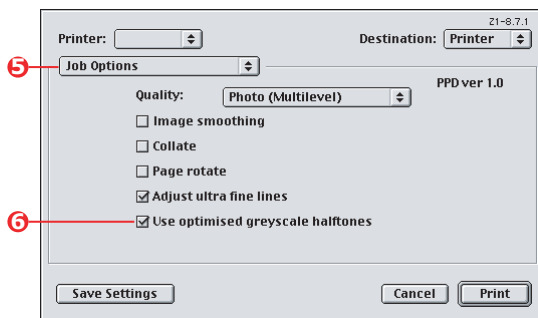 Z1-8.7.1
Printer: Destination: Printer
5 Job Options
PPD ver 1.0
Quality: Photo (Multilevel)
Image smoothing
Collate
Page rotate
Adjust ultra fine lines
6 Use optimised greyscale halftones
Save Settings Cancel Print